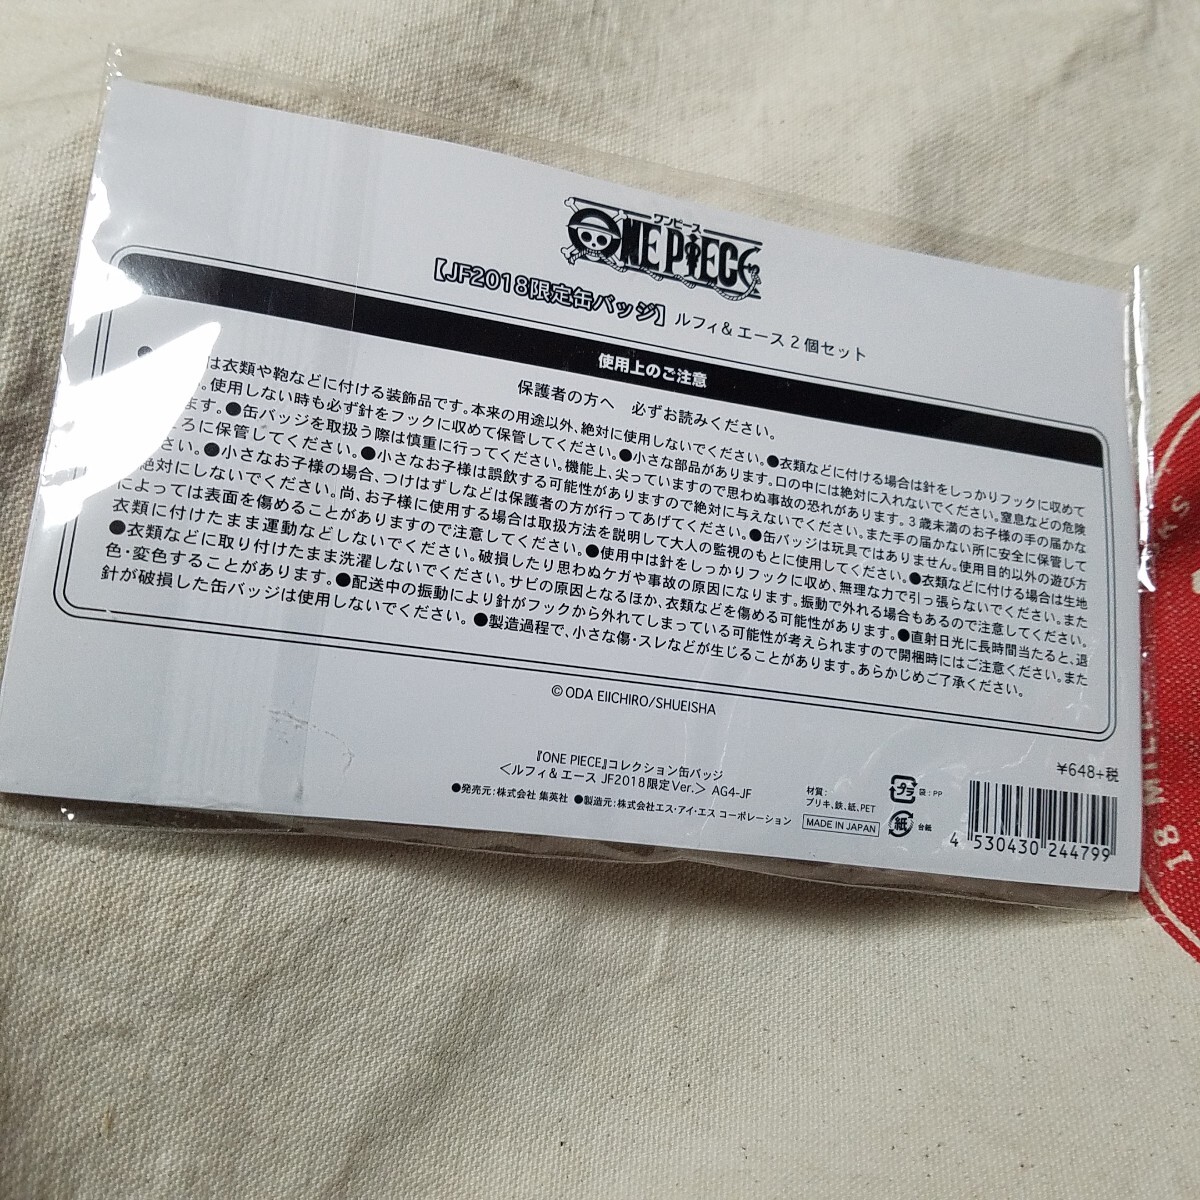 ワンピース
ONE PIECE
【JF2018限定缶バッジ】ルフィ&エース2個セット
使用上のご注意
保護者の方へ 必ずお読みください。
は衣類や鞄などに付ける装飾品です。本来の用途以外、絶対に使用しないでください。●衣類などに付ける場合は針をしっかりフックに収めて
。使用しない時も必ず針をフックに収めて保管してください。●小さな部品があります。口の中には絶対に入れないでください。窒息などの危険
ます。●缶バッジを取扱う際は慎重に行ってください。機能上、尖っていますので思わぬ事故の恐れがあります。3歳未満のお子様の手の届かな
ころに保管してください。●小さなお子様は誤飲する可能性がありますので絶対に与えないでください。また手の届かない所に安全に保管して
さい。●小さなお子様の場合、つけはずしなどは保護者の方が行ってあげてください。●缶バッジは玩具ではありません。使用目的以外の遊び方
絶対にしないでください。尚、お子様に使用する場合は取扱方法を説明して大人の監視のもとに使用してください。●衣類などに付ける場合は生地
によっては表面を傷めることがありますので注意してください。●使用中は針をしっかりフックに収め、無理な力で引っ張らないでください。また
衣類に付けたまま運動などしないでください。破損したり思わぬケガや事故の原因になります。振動で外れる場合もあるので注意してください。
●衣類などに取り付けたまま洗濯しないでください。サビの原因となるほか、衣類などを傷める可能性があります。●直射日光に長時間当たると、退
色・変色することがあります。●配送中の振動により針がフックから外れてしまっている可能性が考えられますので開梱時にはご注意ください。また
針が破損した缶バッジは使用しないでください。●製造過程で、小さな傷・スレなどが生じることがあります。あらかじめご了承ください。
© ODA EIICHIRO/SHUEISHA
『ONE PIECE』コレクション缶バッジ
<ルフィ&エース JF2018限定Ver.> AG4-JF
●発売元:株式会社 集英社 ●製造元:株式会社エス・アイ・エス コーポレーション
材質:
ブリキ、鉄、紙、PET
MADE IN JAPAN
プラ 袋:PP
紙 台紙
¥648+税
4 530430 244799
18